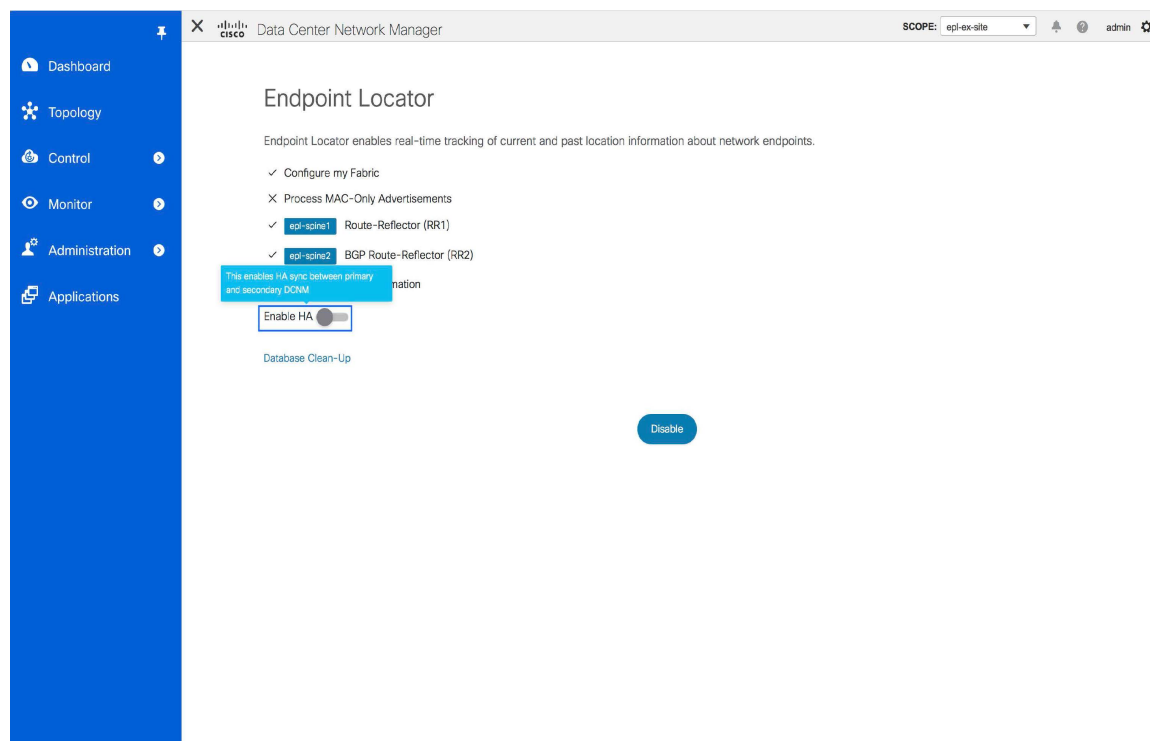 cisco Data Center Network Manager
SCOPE: epl-ex-site admin
Dashboard
Topology
Control
Monitor
Administration
Applications
Endpoint Locator
Endpoint Locator enables real-time tracking of current and past location information about network endpoints.
Configure my Fabric
Process MAC-Only Advertisements
epl-spine1 Route-Reflector (RR1)
epl-spine2 BGP Route-Reflector (RR2)
This enables HA sync between primary
and secondary DCNM
Enable HA
Database Clean-Up
Disable